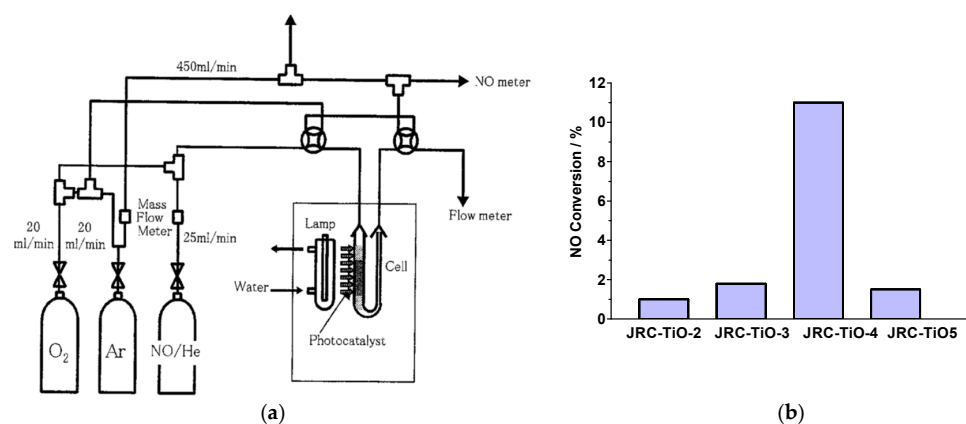 450ml/min
NO meter
Mass
Flow
Meter
20
ml/min
20
ml/min
25ml/min
Flow meter
Lamp
Cell
Water
Photocatalyst
O2
Ar
NO/He
(a)
NO Conversion / %
12
10
8
6
4
2
0
JRC-TiO-2 JRC-TiO-3 JRC-TiO-4 JRC-TiO5
(b)